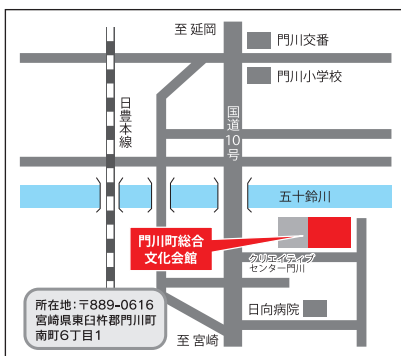 至 延岡
門川交番
門川小学校
日豊本線
国道10号
五十鈴川
門川町総合
文化会館
クリエイティブ
センター門川
所在地:〒889-0616
宮崎県東臼杵郡門川町
南町6丁目1
日向病院
至 宮崎